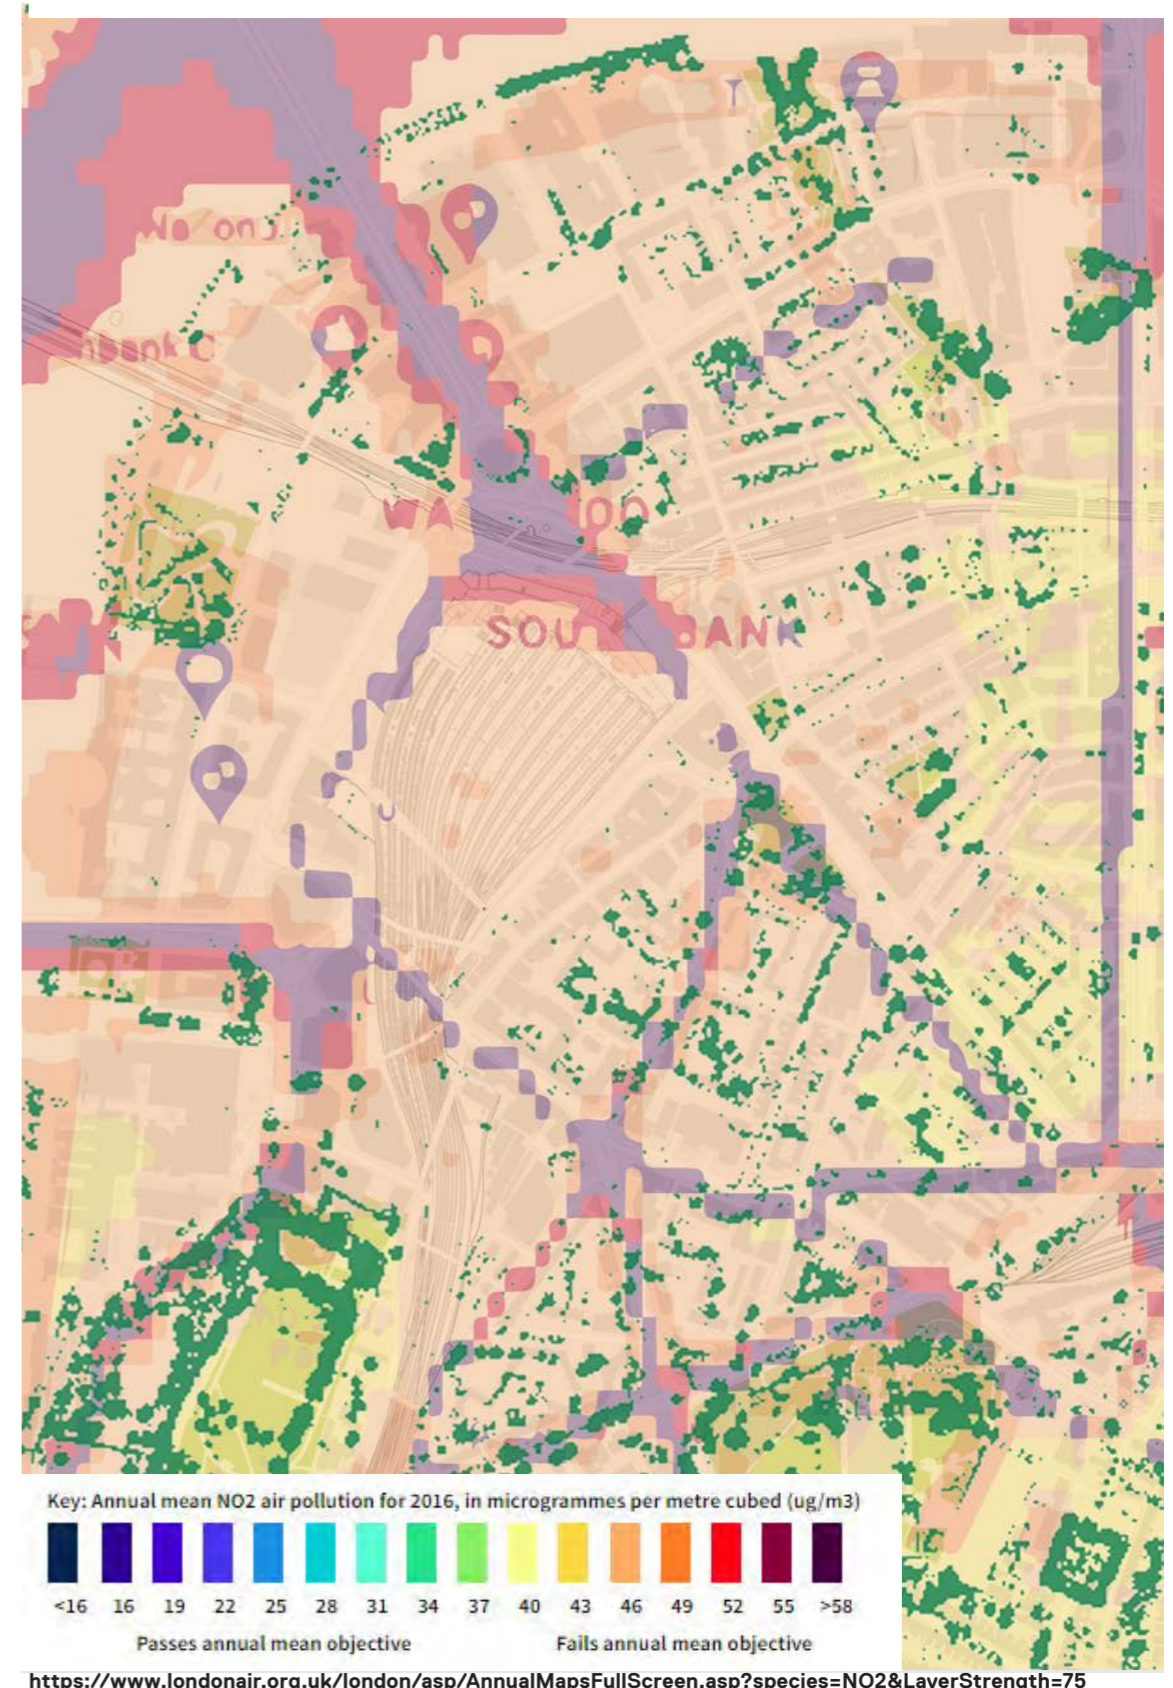 WA
OO
SOU
BANK
Key: Annual mean NO2 air pollution for 2016, in microgrammes per metre cubed (ug/m3)
<16 16 19 22 25 28 31 34 37 40 43 46 49 52 55 >58
Passes annual mean objective Fails annual mean objective
https://www.londonair.org.uk/london/asp/AnnualMapsFullScreen.asp?species=NO2&LayerStrength=75